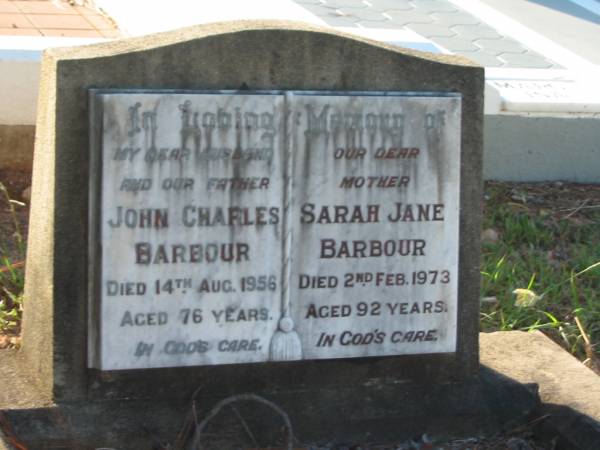 In Loving Memory of
MY DEAR HUSBAND
AND OUR FATHER
JOHN CHARLES
BARBOUR
DIED 14TH AUG. 1956
AGED 76 YEARS.
IN GOD'S CARE.
OUR DEAR
MOTHER
SARAH JANE
BARBOUR
DIED 2ND FEB. 1973
AGED 92 YEARS.
IN GOD'S CARE.